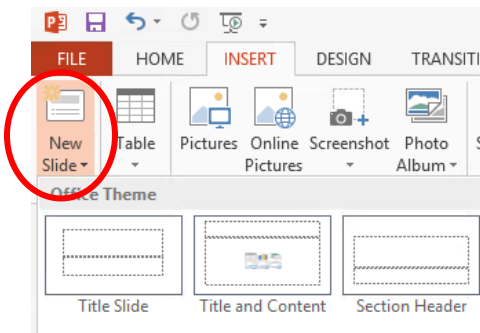 FILE HOME INSERT DESIGN TRANSITI
New Table Pictures Online Screenshot Photo S
Slide Pictures Album
Office Theme
Title Slide Title and Content Section Header